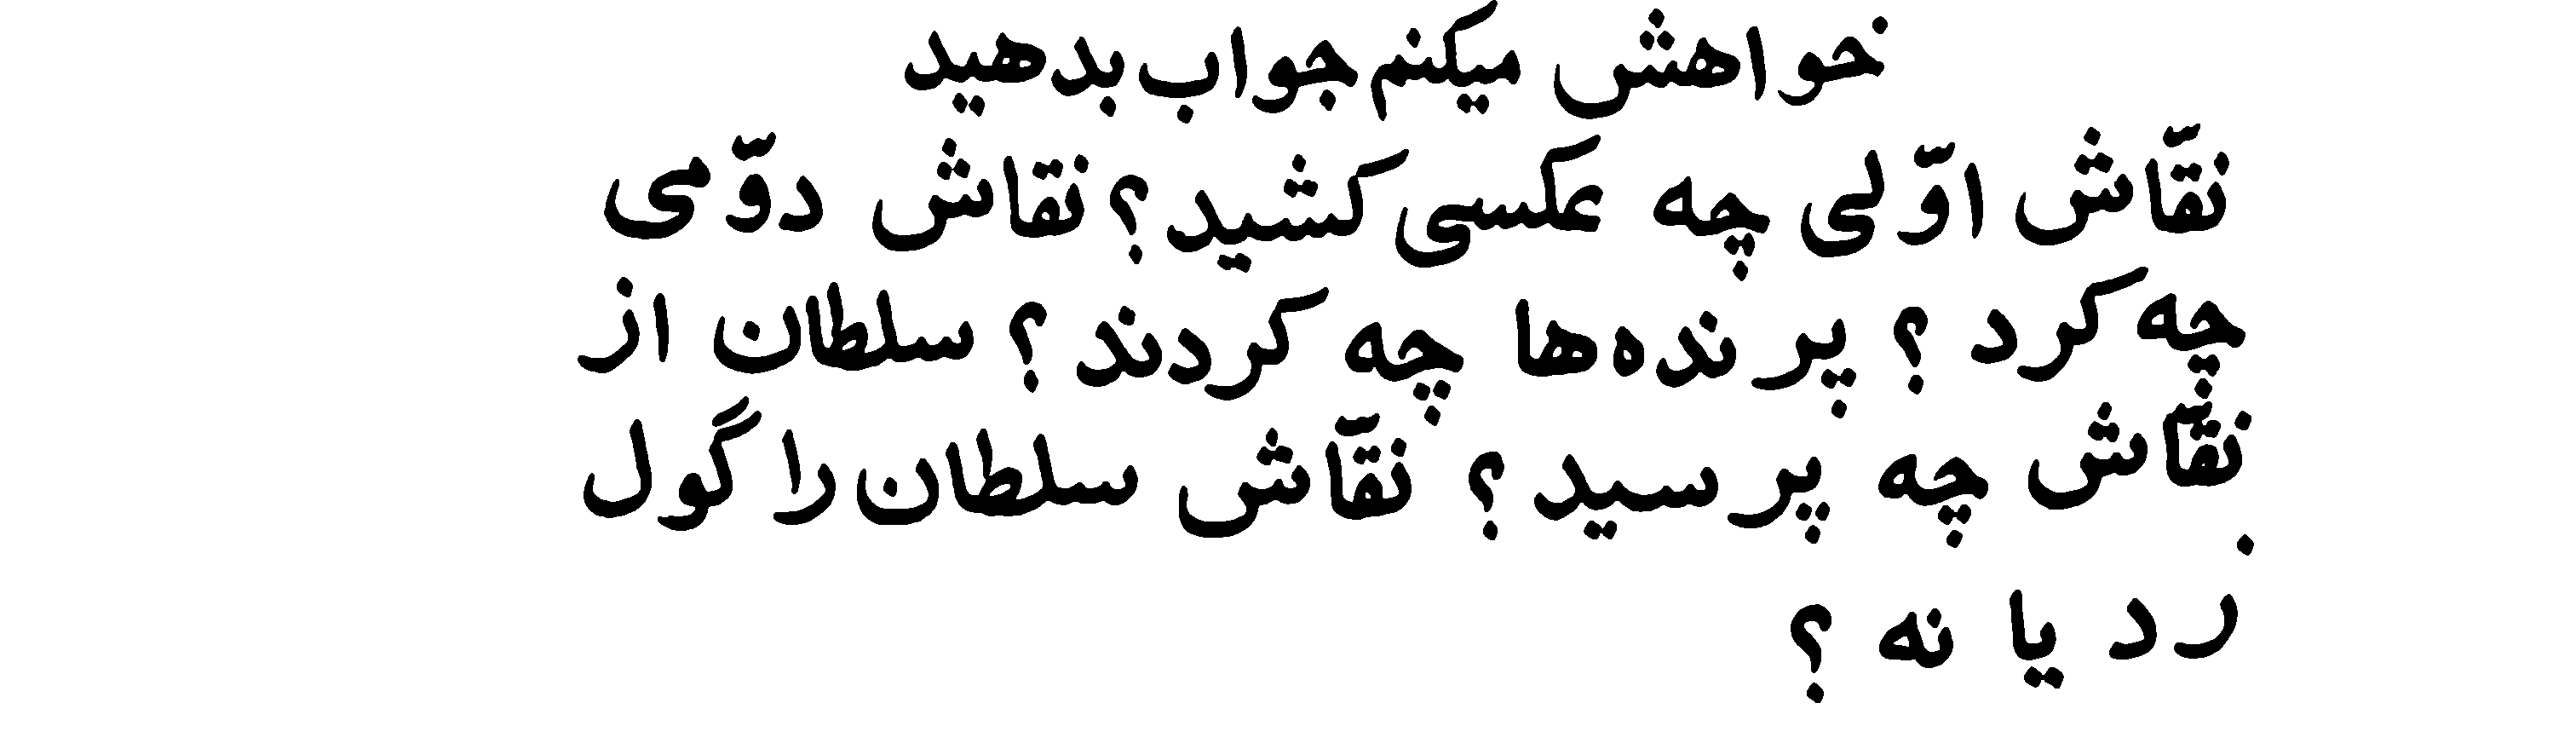 خواهش میکنم جواب بدهید
نقّاش اوّلی چه عکسی کشید؟ نقاش دوّمی
چه کرد ؟ پرنده‌ها چه کردند ؟ سلطان از
نقّاش چه پرسید ؟ نقّاش سلطان را گول
زد یا نه ؟